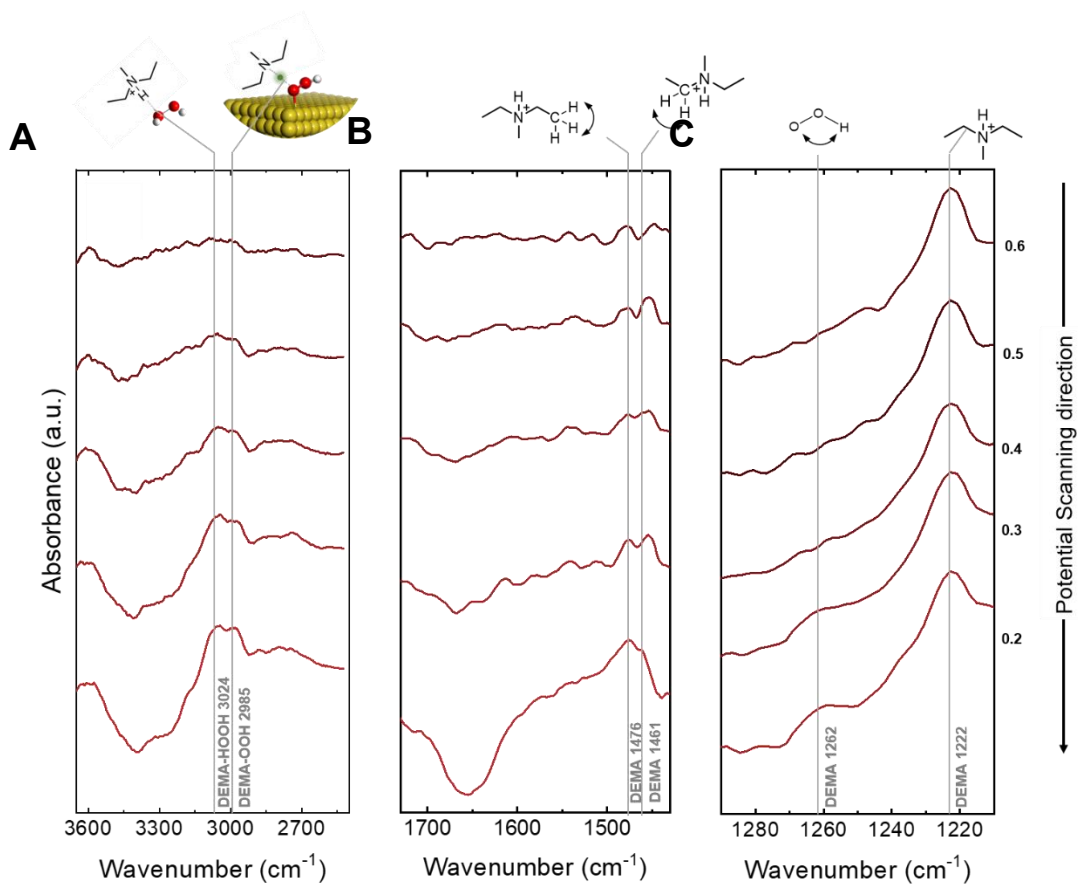 A
B
C
N
+
H
N
H
N
+
C
H
H
H
H
C
N
+
H
H
H
O
O
H
H
N
+
Absorbance (a.u.)
0.6
0.5
0.4
0.3
0.2
Potential Scanning direction
DEMA-HOOH 3024
DEMA-OOH 2985
DEMA 1476
DEMA 1461
DEMA 1262
DEMA 1222
3600 3300 3000 2700
1700 1600 1500
1280 1260 1240 1220
Wavenumber (cm⁻¹)
Wavenumber (cm⁻¹)
Wavenumber (cm⁻¹)